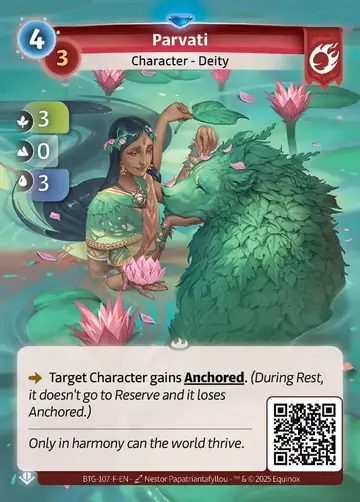 4
Parvati
3
Character - Deity
3
0
3
Target Character gains Anchored. (During Rest,
it doesn't go to Reserve and it loses
Anchored.)
Only in harmony can the world thrive.
BTG-107-F-EN - Nestor Papatriantafyllou - ™ & © 2025 Equinox